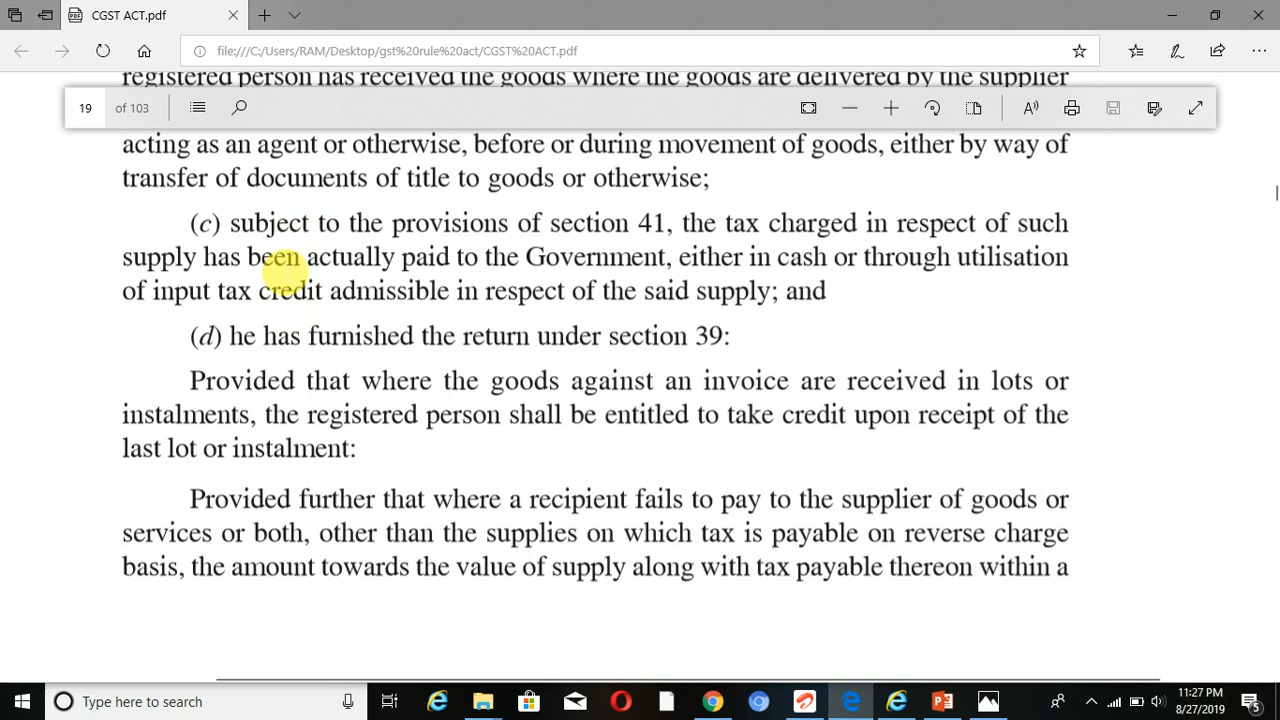 CGST ACT.pdf
file:///C:/Users/RAM/Desktop/gst%20rule%20act/CGST%20ACT.pdf
registered person has received the goods where the goods are delivered by the supplier
19 of 103
acting as an agent or otherwise, before or during movement of goods, either by way of
transfer of documents of title to goods or otherwise;
(c) subject to the provisions of section 41, the tax charged in respect of such
supply has been actually paid to the Government, either in cash or through utilisation
of input tax credit admissible in respect of the said supply; and
(d) he has furnished the return under section 39:
Provided that where the goods against an invoice are received in lots or
instalments, the registered person shall be entitled to take credit upon receipt of the
last lot or instalment:
Provided further that where a recipient fails to pay to the supplier of goods or
services or both, other than the supplies on which tax is payable on reverse charge
basis, the amount towards the value of supply along with tax payable thereon within a
Type here to search
11:27 PM
8/27/2019
5